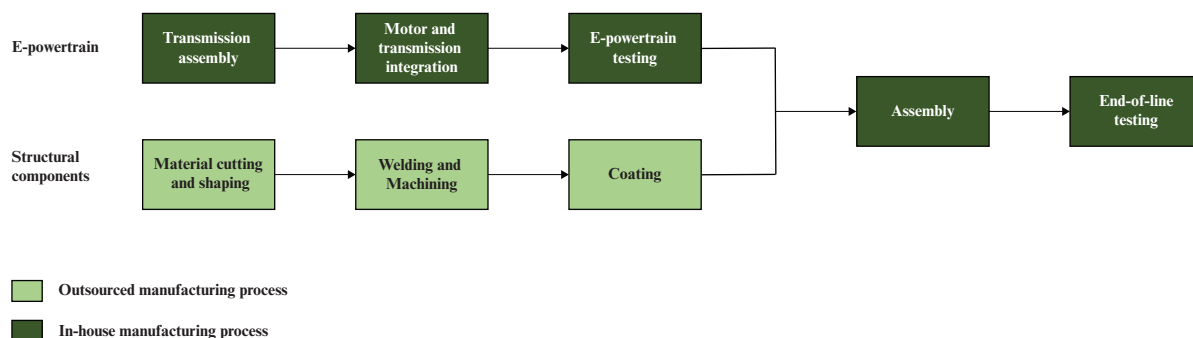 E-powertrain
Transmission
assembly
Motor and
transmission
integration
E-powertrain
testing
Assembly
End-of-line
testing
Structural
components
Material cutting
and shaping
Welding and
Machining
Coating
Outsourced manufacturing process
In-house manufacturing process